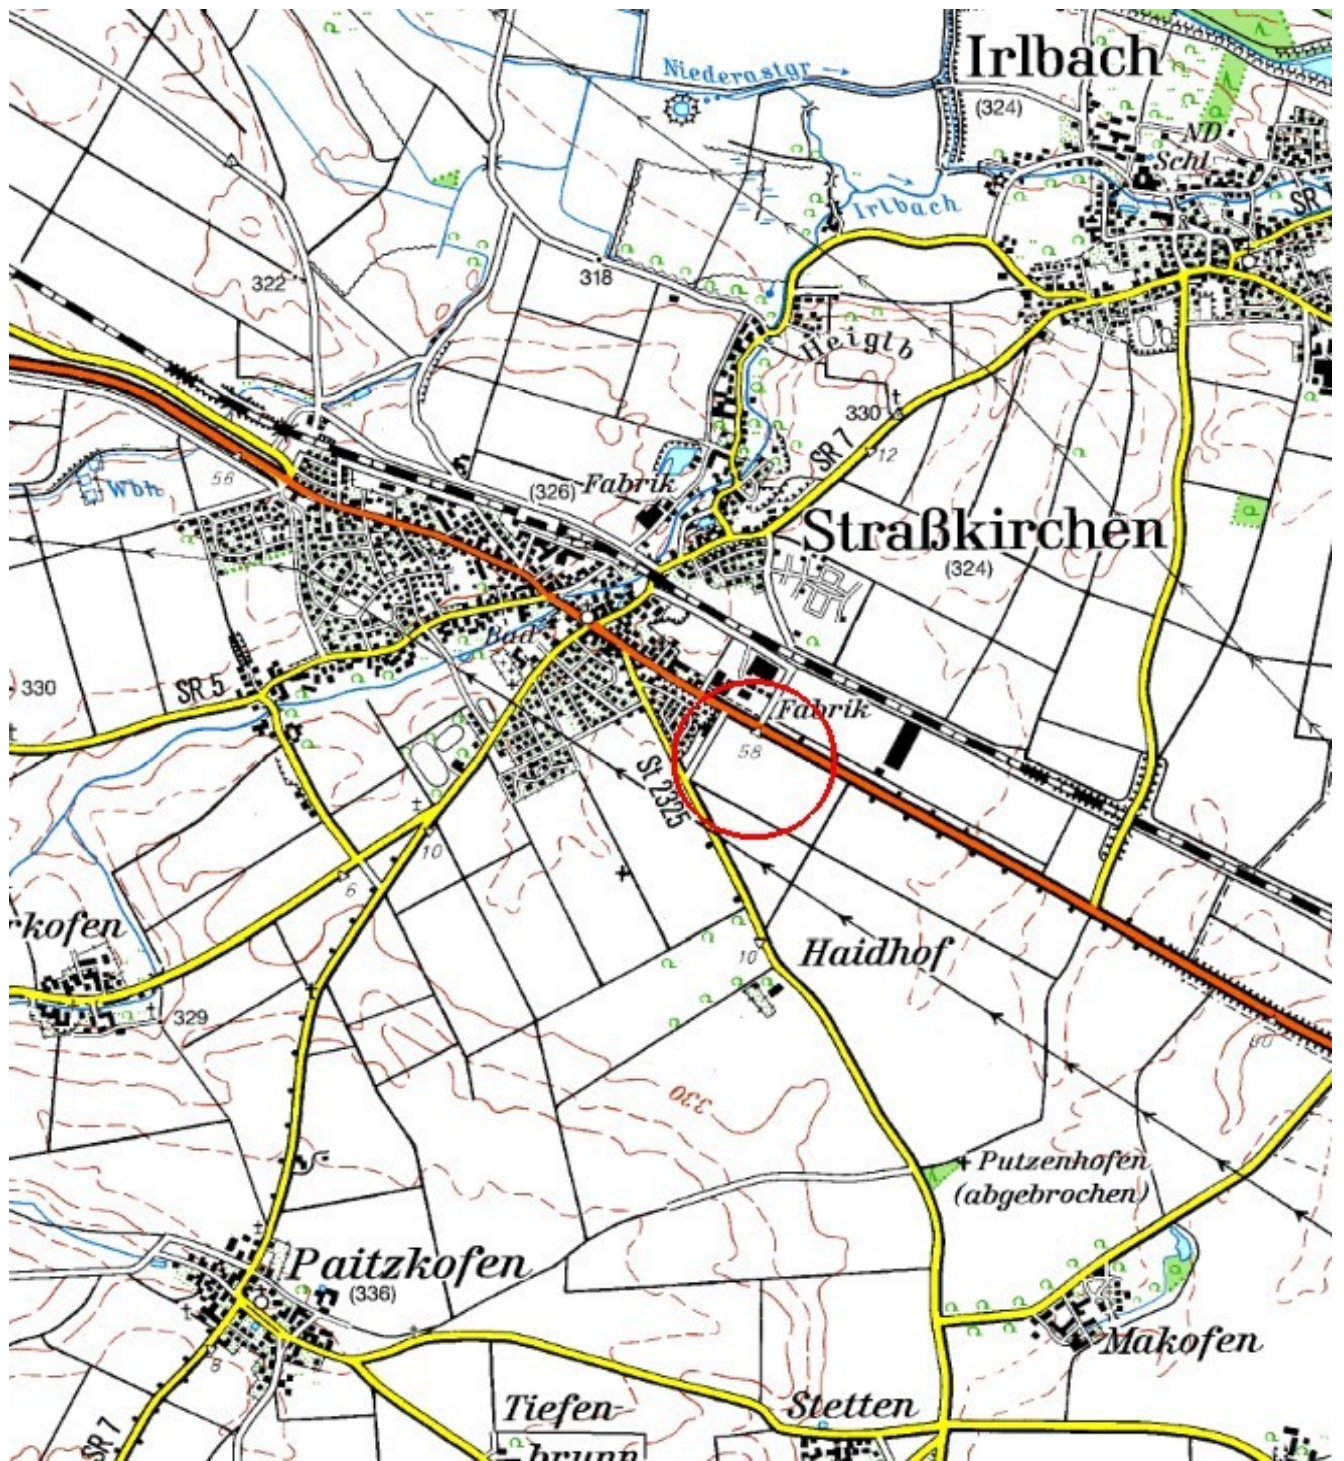 Niederastgr
Irlbach
(324)
ND
Schl.
SR
Irlbach
322
318
Heiglb
330
SR 7
12
56
Wbh
(326)
Fabrik
Straßkirchen
(324)
Bad
330
SR 5
Fabrik
58
St 2325
10
6
rkofen
10
Haidhof
329
80
330
Putzenhofen
(abgebrochen)
Paitzkofen
(336)
Makofen
8
Tiefen-
brunn
Stetten
SR 7